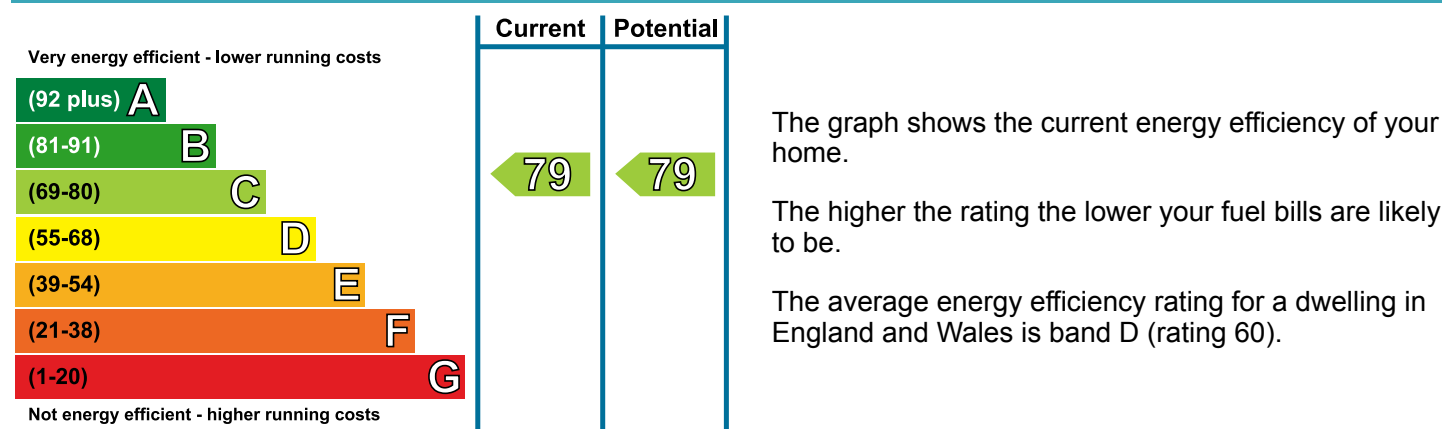 Current Potential
Very energy efficient - lower running costs
(92 plus) A
(81-91) B
(69-80) C
(55-68) D
(39-54) E
(21-38) F
(1-20) G
Not energy efficient - higher running costs
79 79
The graph shows the current energy efficiency of your
home.
The higher the rating the lower your fuel bills are likely
to be.
The average energy efficiency rating for a dwelling in
England and Wales is band D (rating 60).